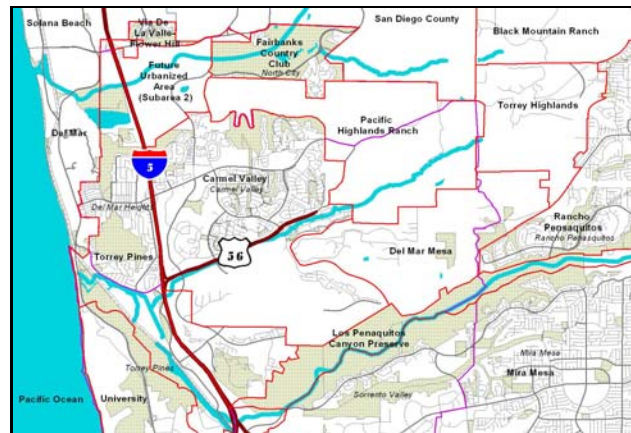 Solana Beach
Via De
La Valle-
Flower Hill
San Diego County
Black Mountain Ranch
Fairbanks
Country
Club
North City
Future
Urbanized
Area
(Subarea 2)
Torrey Highlands
Del Mar
Pacific
Highlands Ranch
5
Carmel Valley
Carmel Valley
Del Mar Heights
Rancho
Penasquitos
Rancho Penasquitos
56
Del Mar Mesa
Torrey Pines
Los Penaquitos
Canyon Preserve
Mira Mesa
Mira Mesa
Torrey Pines
Sorrento Valley
Pacific Ocean
University